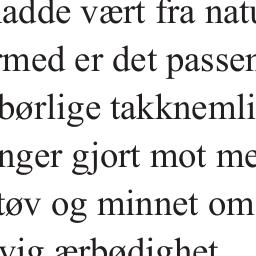 hadde vært fra natu
rmed er det passen
børlige takknemli
nger gjort mot me
tøv og minnet om
vig ærbødighet